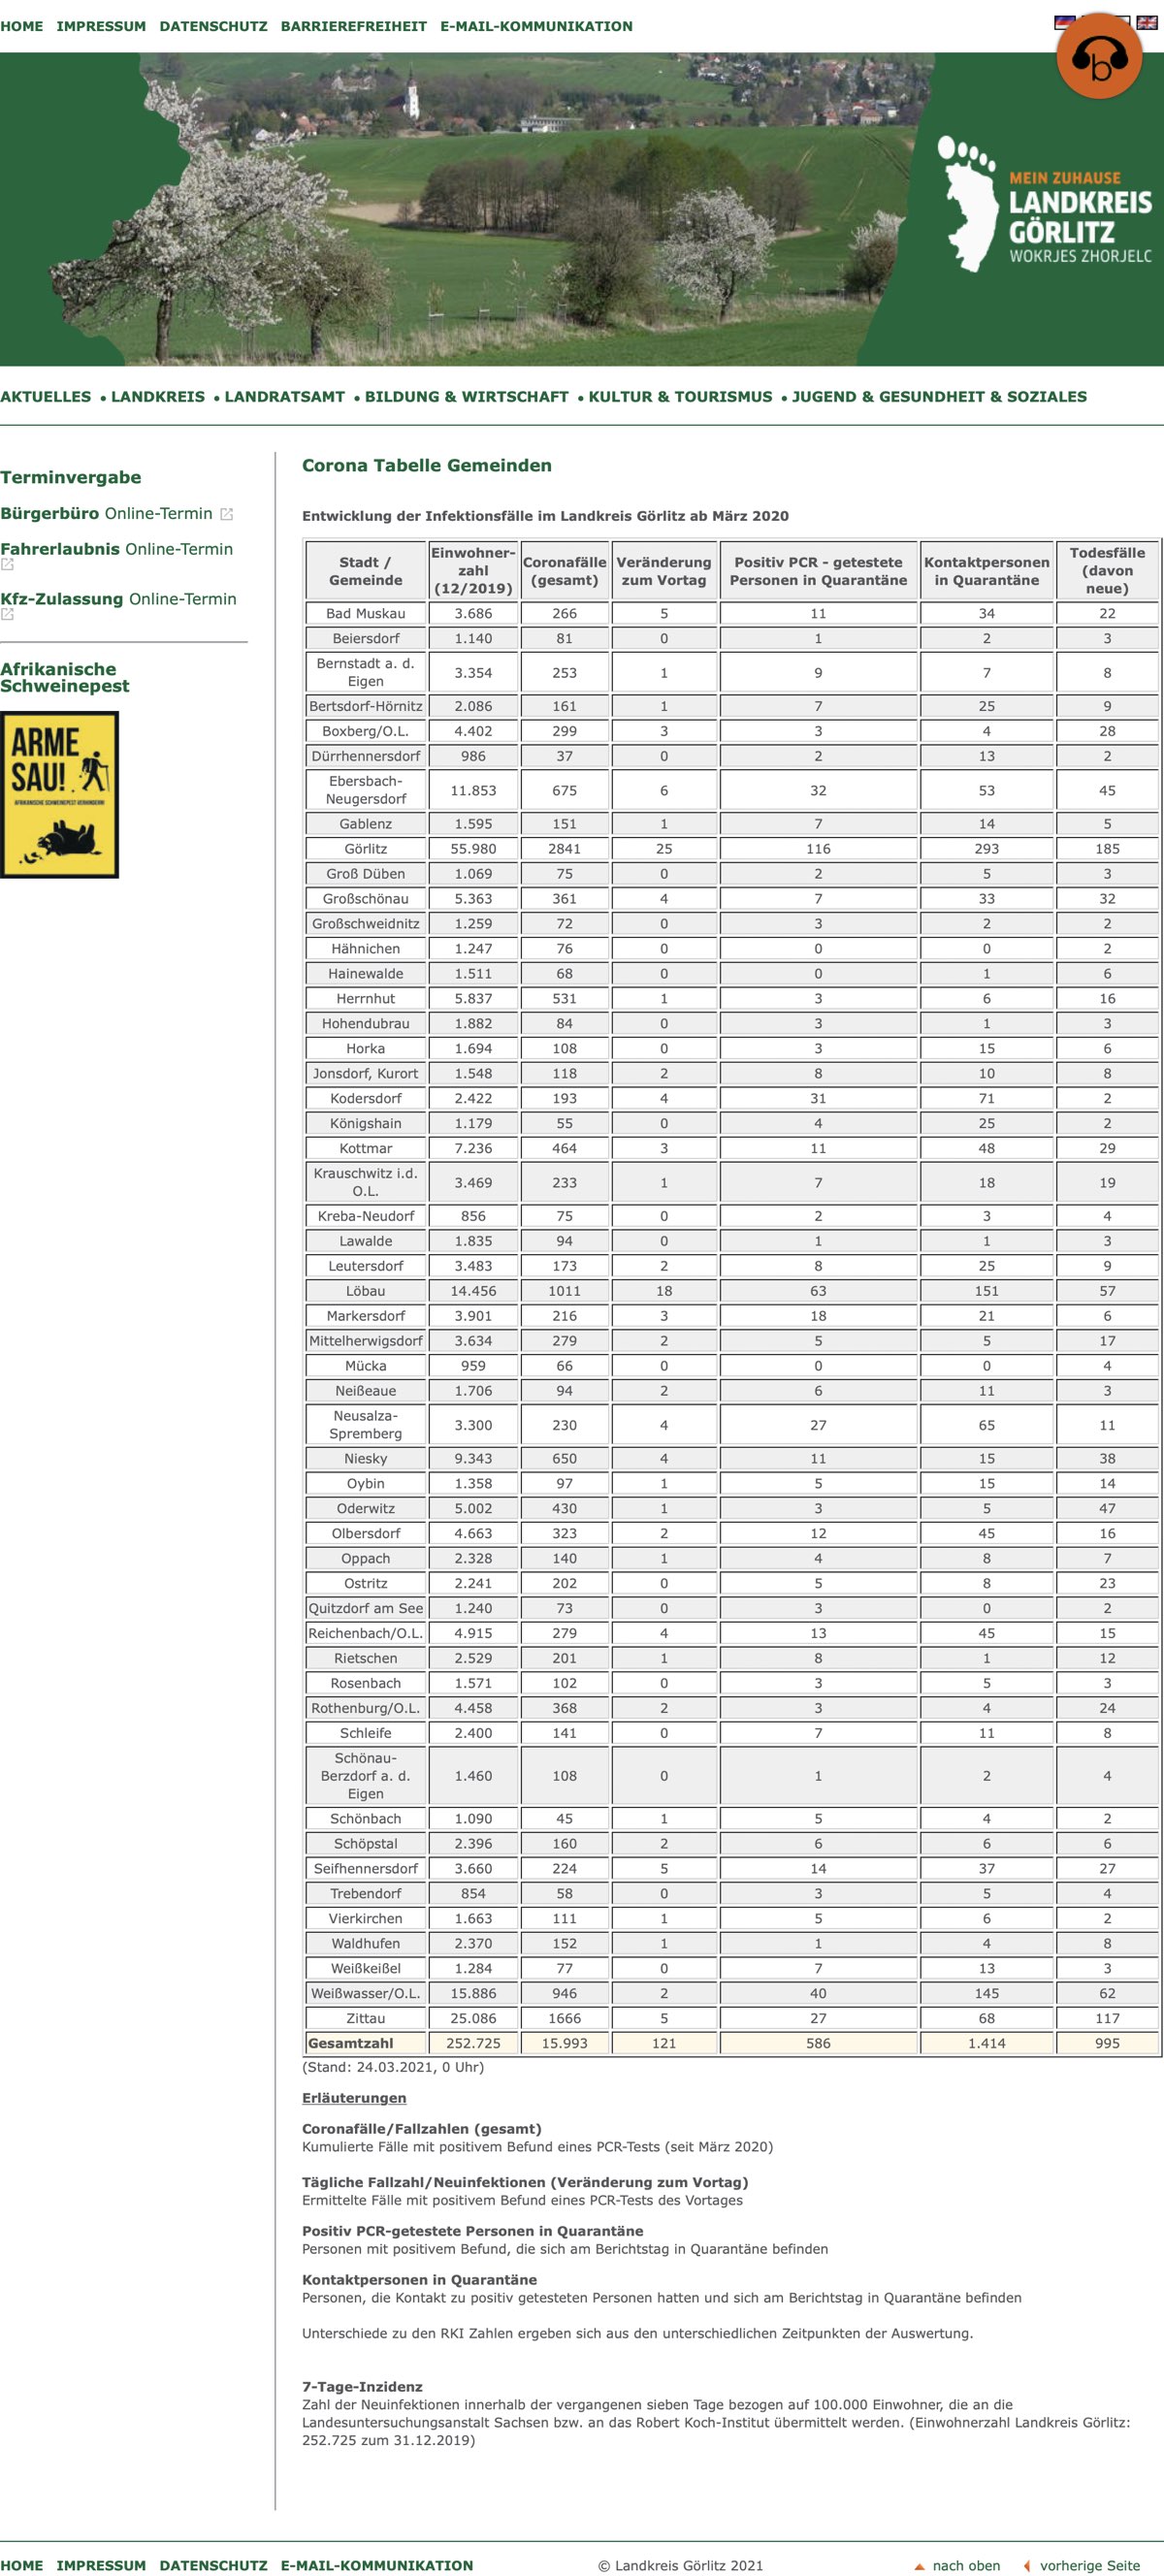 HOME IMPRESSUM DATENSCHUTZ BARRIEREFREIHEIT E-MAIL-KOMMUNIKATION
b
MEIN ZUHAUSE
LANDKREIS
GÖRLITZ
WOKRJES ZHORJELC
AKTUELLES • LANDKREIS • LANDRATSAMT • BILDUNG & WIRTSCHAFT • KULTUR & TOURISMUS • JUGEND & GESUNDHEIT & SOZIALES
Terminvergabe
Bürgerbüro Online-Termin
Fahrerlaubnis Online-Termin
Kfz-Zulassung Online-Termin
Afrikanische
Schweinepest
ARME
SAU!
AFRIKANISCHE SCHWEINEPEST VERHINDERN!
Corona Tabelle Gemeinden
Entwicklung der Infektionsfälle im Landkreis Görlitz ab März 2020
Stadt / Gemeinde Einwohner-zahl (12/2019) Coronafälle (gesamt) Veränderung zum Vortag Positiv PCR - getestete Personen in Quarantäne Kontaktpersonen in Quarantäne Todesfälle (davon neue)
Bad Muskau 3.686 266 5 11 34 22
Beiersdorf 1.140 81 0 1 2 3
Bernstadt a. d. Eigen 3.354 253 1 9 7 8
Bertsdorf-Hörnitz 2.086 161 1 7 25 9
Boxberg/O.L. 4.402 299 3 3 4 28
Dürrhennersdorf 986 37 0 2 13 2
Ebersbach-Neugersdorf 11.853 675 6 32 53 45
Gablenz 1.595 151 1 7 14 5
Görlitz 55.980 2841 25 116 293 185
Groß Düben 1.069 75 0 2 5 3
Großschönau 5.363 361 4 7 33 32
Großschweidnitz 1.259 72 0 3 2 2
Hähnichen 1.247 76 0 0 0 2
Hainewalde 1.511 68 0 0 1 6
Herrnhut 5.837 531 1 3 6 16
Hohendubrau 1.882 84 0 3 1 3
Horka 1.694 108 0 3 15 6
Jonsdorf, Kurort 1.548 118 2 8 10 8
Kodersdorf 2.422 193 4 31 71 2
Königshain 1.179 55 0 4 25 2
Kottmar 7.236 464 3 11 48 29
Krauschwitz i.d. O.L. 3.469 233 1 7 18 19
Kreba-Neudorf 856 75 0 2 3 4
Lawalde 1.835 94 0 1 1 3
Leutersdorf 3.483 173 2 8 25 9
Löbau 14.456 1011 18 63 151 57
Markersdorf 3.901 216 3 18 21 6
Mittelherwigsdorf 3.634 279 2 5 5 17
Mücka 959 66 0 0 0 4
Neißeaue 1.706 94 2 6 11 3
Neusalza-Spremberg 3.300 230 4 27 65 11
Niesky 9.343 650 4 11 15 38
Oybin 1.358 97 1 5 15 14
Oderwitz 5.002 430 1 3 5 47
Olbersdorf 4.663 323 2 12 45 16
Oppach 2.328 140 1 4 8 7
Ostritz 2.241 202 0 5 8 23
Quitzdorf am See 1.240 73 0 3 0 2
Reichenbach/O.L. 4.915 279 4 13 45 15
Rietschen 2.529 201 1 8 1 12
Rosenbach 1.571 102 0 3 5 3
Rothenburg/O.L. 4.458 368 2 3 4 24
Schleife 2.400 141 0 7 11 8
Schönau-Berzdorf a. d. Eigen 1.460 108 0 1 2 4
Schönbach 1.090 45 1 5 4 2
Schöpstal 2.396 160 2 6 6 6
Seifhennersdorf 3.660 224 5 14 37 27
Trebendorf 854 58 0 3 5 4
Vierkirchen 1.663 111 1 5 6 2
Waldhufen 2.370 152 1 1 4 8
Weißkeißel 1.284 77 0 7 13 3
Weißwasser/O.L. 15.886 946 2 40 145 62
Zittau 25.086 1666 5 27 68 117
Gesamtzahl 252.725 15.993 121 586 1.414 995
(Stand: 24.03.2021, 0 Uhr)
Erläuterungen
Coronafälle/Fallzahlen (gesamt)
Kumulierte Fälle mit positivem Befund eines PCR-Tests (seit März 2020)
Tägliche Fallzahl/Neuinfektionen (Veränderung zum Vortag)
Ermittelte Fälle mit positivem Befund eines PCR-Tests des Vortages
Positiv PCR-getestete Personen in Quarantäne
Personen mit positivem Befund, die sich am Berichtstag in Quarantäne befinden
Kontaktpersonen in Quarantäne
Personen, die Kontakt zu positiv getesteten Personen hatten und sich am Berichtstag in Quarantäne befinden
Unterschiede zu den RKI Zahlen ergeben sich aus den unterschiedlichen Zeitpunkten der Auswertung.
7-Tage-Inzidenz
Zahl der Neuinfektionen innerhalb der vergangenen sieben Tage bezogen auf 100.000 Einwohner, die an die
Landesuntersuchungsanstalt Sachsen bzw. an das Robert Koch-Institut übermittelt werden. (Einwohnerzahl Landkreis Görlitz:
252.725 zum 31.12.2019)
HOME IMPRESSUM DATENSCHUTZ E-MAIL-KOMMUNIKATION © Landkreis Görlitz 2021 nach oben vorherige Seite